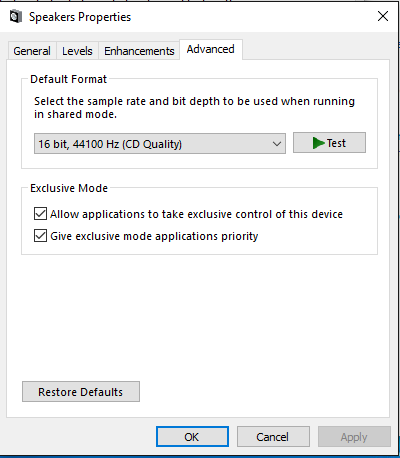 Speakers Properties
General Levels Enhancements Advanced
Default Format
Select the sample rate and bit depth to be used when running
in shared mode.
16 bit, 44100 Hz (CD Quality) Test
Exclusive Mode
Allow applications to take exclusive control of this device
Give exclusive mode applications priority
Restore Defaults
OK Cancel Apply